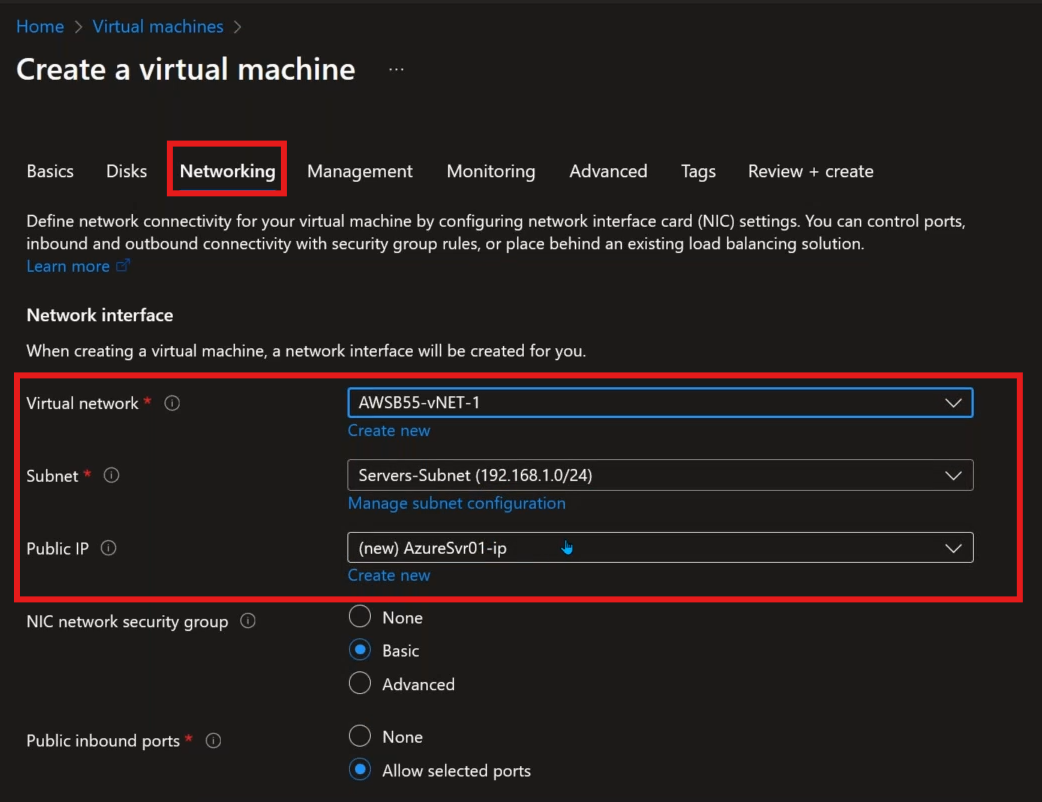 Home > Virtual machines >
Create a virtual machine ...
Basics Disks Networking Management Monitoring Advanced Tags Review + create
Define network connectivity for your virtual machine by configuring network interface card (NIC) settings. You can control ports,
inbound and outbound connectivity with security group rules, or place behind an existing load balancing solution.
Learn more
Network interface
When creating a virtual machine, a network interface will be created for you.
Virtual network * AWSB55-vNET-1
Create new
Subnet * Servers-Subnet (192.168.1.0/24)
Manage subnet configuration
Public IP (new) AzureSvr01-ip
Create new
NIC network security group None
Basic
Advanced
Public inbound ports * None
Allow selected ports